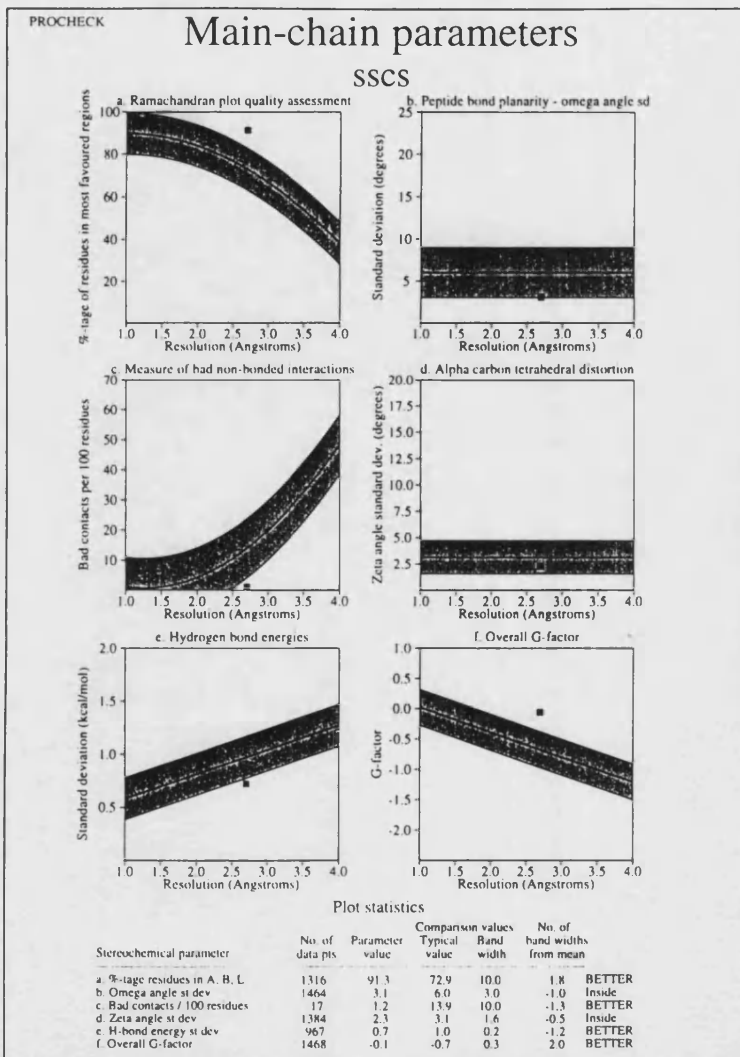 PROCHECK
Main-chain parameters
SSCS
a. Ramachandran plot quality assessment
%-tage of residues in most favoured regions
100
80
60
40
20
1.0 1.5 2.0 2.5 3.0 3.5 4.0
Resolution (Angstroms)
b. Peptide bond planarity - omega angle sd
Standard deviation (degrees)
25
20
15
10
5
1.0 1.5 2.0 2.5 3.0 3.5 4.0
Resolution (Angstroms)
c. Measure of bad non-bonded interactions
Bad contacts per 100 residues
70
60
50
40
30
20
10
1.0 1.5 2.0 2.5 3.0 3.5 4.0
Resolution (Angstroms)
d. Alpha carbon tetrahedral distortion
Zeta angle standard dev. (degrees)
20.0
17.5
15.0
12.5
10.0
7.5
5.0
2.5
1.0 1.5 2.0 2.5 3.0 3.5 4.0
Resolution (Angstroms)
e. Hydrogen bond energies
Standard deviation (kcal/mol)
2.0
1.5
1.0
0.5
1.0 1.5 2.0 2.5 3.0 3.5 4.0
Resolution (Angstroms)
f. Overall G-factor
G-factor
1.0
0.5
0.0
-0.5
-1.0
-1.5
-2.0
1.0 1.5 2.0 2.5 3.0 3.5 4.0
Resolution (Angstroms)
Plot statistics
Comparison values No. of
No. of Parameter Typical Band band widths
Stereochemical parameter data pts value value width from mean
a. %-tage residues in A, B, L 1316 91.3 72.9 10.0 1.8 BETTER
b. Omega angle st dev 1464 3.1 6.0 3.0 -1.0 Inside
c. Bad contacts / 100 residues 17 1.2 13.9 10.0 -1.3 BETTER
d. Zeta angle st dev 1384 2.3 3.1 1.6 -0.5 Inside
e. H-bond energy st dev 967 0.7 1.0 0.2 -1.2 BETTER
f. Overall G-factor 1468 -0.1 -0.7 0.3 2.0 BETTER